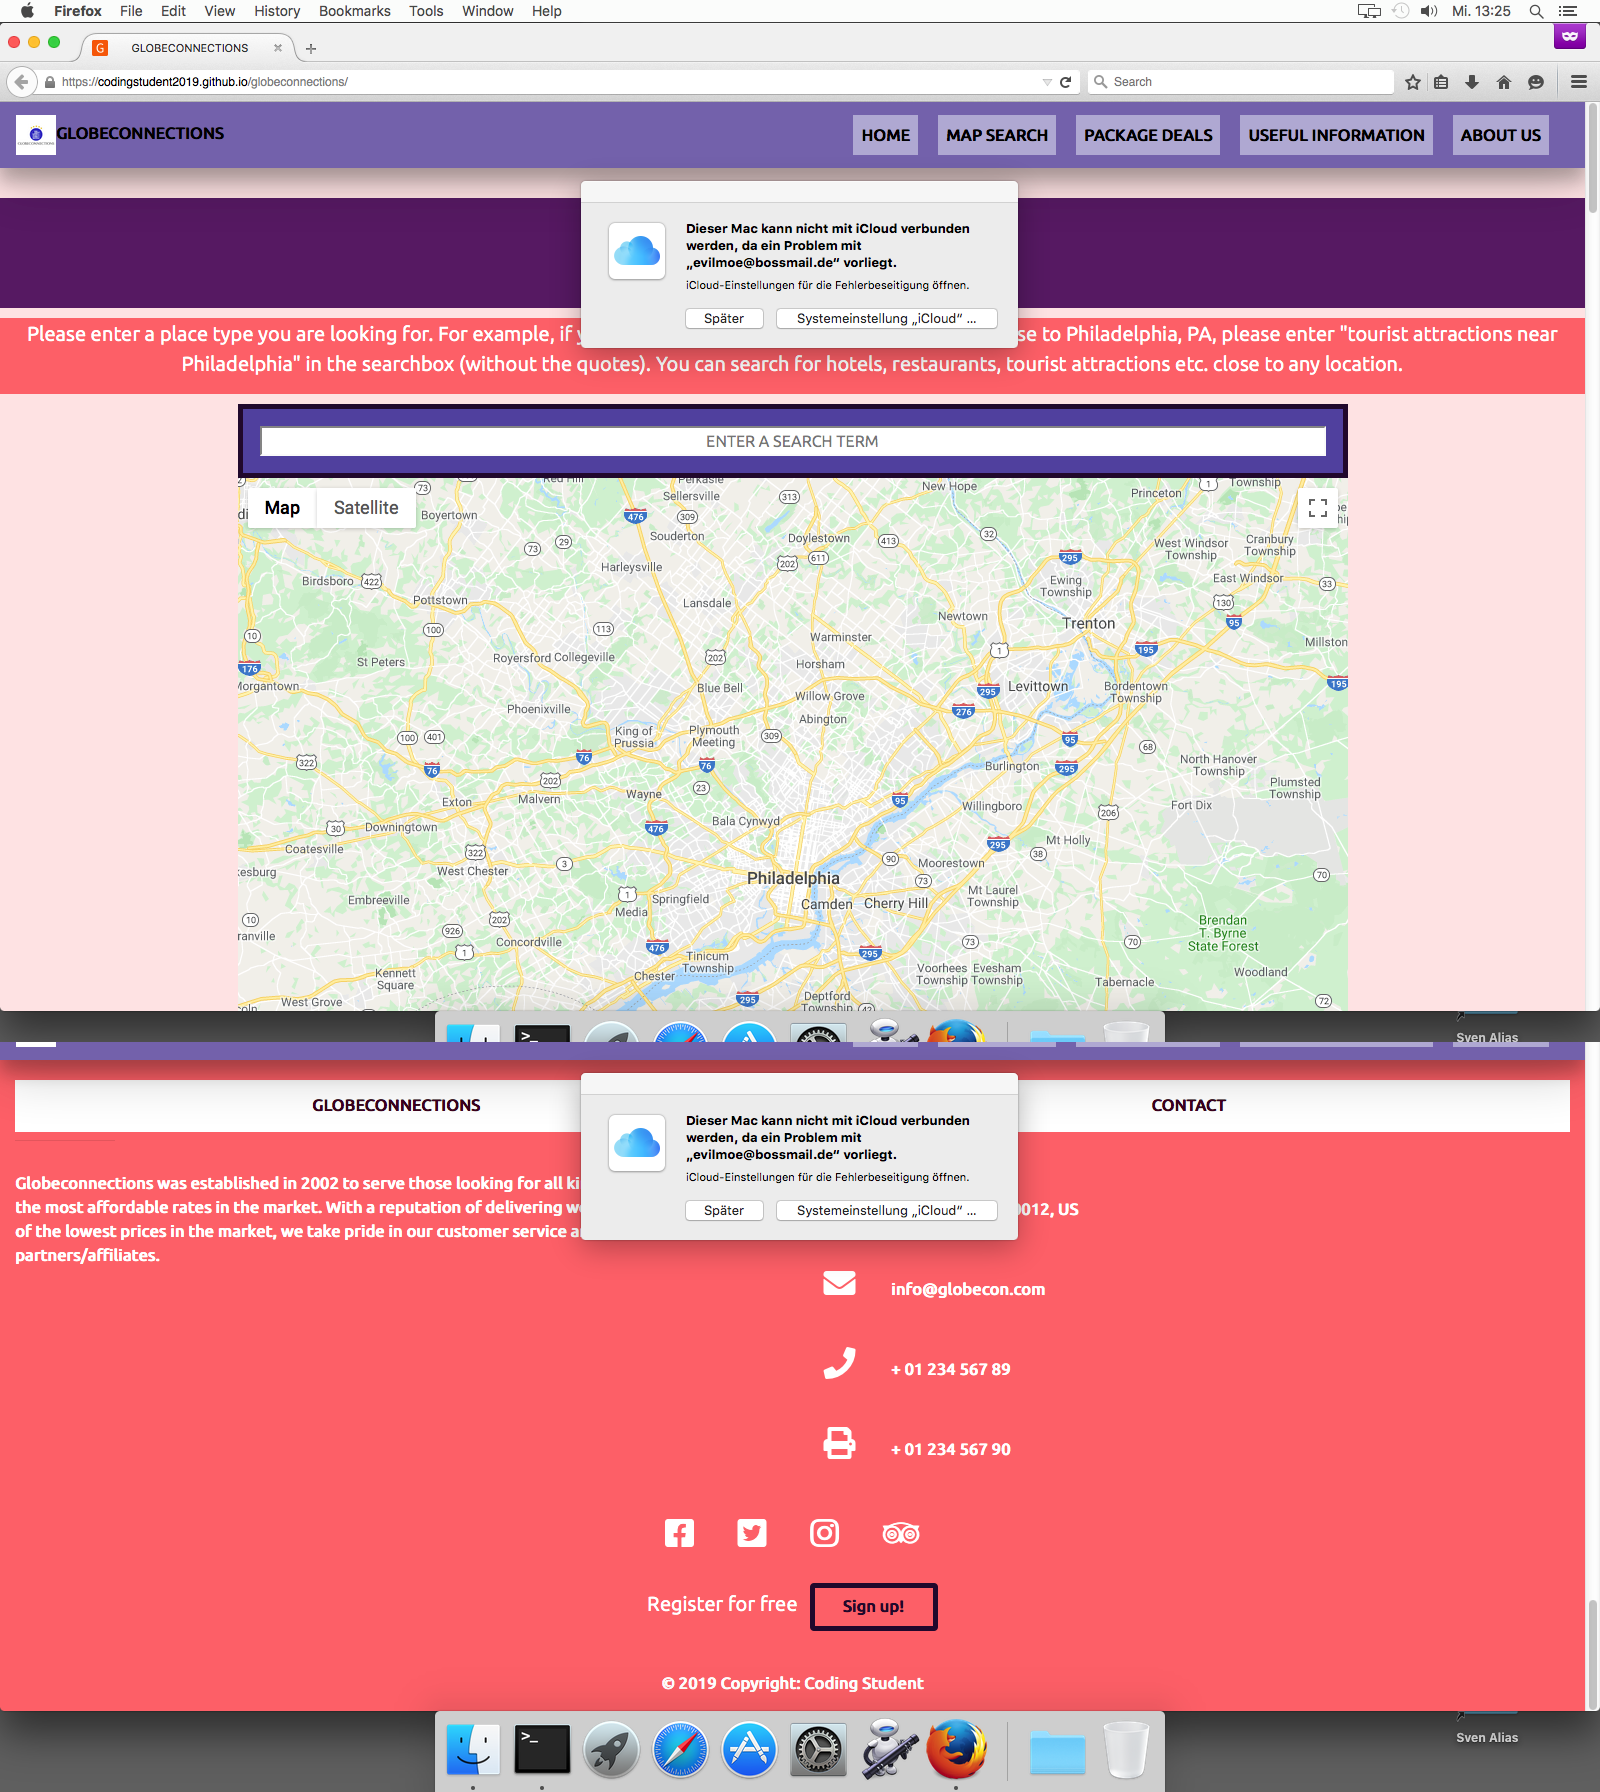 Firefox File Edit View History Bookmarks Tools Window Help Mi. 13:25
G GLOBECONNECTIONS
https://codingstudent2019.github.io/globeconnections/ Search
GLOBECONNECTIONS HOME MAP SEARCH PACKAGE DEALS USEFUL INFORMATION ABOUT US
Dieser Mac kann nicht mit iCloud verbunden
werden, da ein Problem mit
„evilmoe@bossmail.de“ vorliegt.
iCloud-Einstellungen für die Fehlerbeseitigung öffnen.
Später Systemeinstellung „iCloud“ ...
Please enter a place type you are looking for. For example, if se to Philadelphia, PA, please enter "tourist attractions near
Philadelphia" in the searchbox (without the quotes). You can search for hotels, restaurants, tourist attractions etc. close to any location.
ENTER A SEARCH TERM
Map Satellite
Perkasie
Red Hill
Township
Sellersville
New Hope
Princeton
Boyertown
Souderton
Doylestown
West Windsor
Township
Cranbury
Township
Harleysville
Birdsboro
Ewing
Township
East Windsor
Pottstown
Lansdale
Newtown
Trenton
Warminster
Millston
St Peters
Royersford
Collegeville
Horsham
Morgantown
Blue Bell
Willow Grove
Levittown
Bordentown
Township
Phoenixville
Abington
King of
Prussia
Plymouth
Meeting
North Hanover
Township
Burlington
Plumsted
Township
Exton
Malvern
Wayne
Willingboro
Fort Dix
Downingtown
Bala Cynwyd
Mt Holly
Coatesville
West Chester
Moorestown
kesburg
Philadelphia
Embreeville
Springfield
Camden
Cherry Hill
Mt Laurel
Township
Media
Brendan
T. Byrne
State Forest
ranville
Concordville
Tinicum
Township
Chester
Voorhees
Township
Evesham
Township
Kennett
Square
Tabernacle
Woodland
West Grove
Deptford
Township
Sven Alias
GLOBECONNECTIONS CONTACT
Dieser Mac kann nicht mit iCloud verbunden
werden, da ein Problem mit
„evilmoe@bossmail.de“ vorliegt.
iCloud-Einstellungen für die Fehlerbeseitigung öffnen.
Später Systemeinstellung „iCloud“ ...
Globeconnections was established in 2002 to serve those looking for all ki
the most affordable rates in the market. With a reputation of delivering w
of the lowest prices in the market, we take pride in our customer service a
partners/affiliates.
0012, US
info@globecon.com
+ 01 234 567 89
+ 01 234 567 90
Register for free Sign up!
© 2019 Copyright: Coding Student
Sven Alias